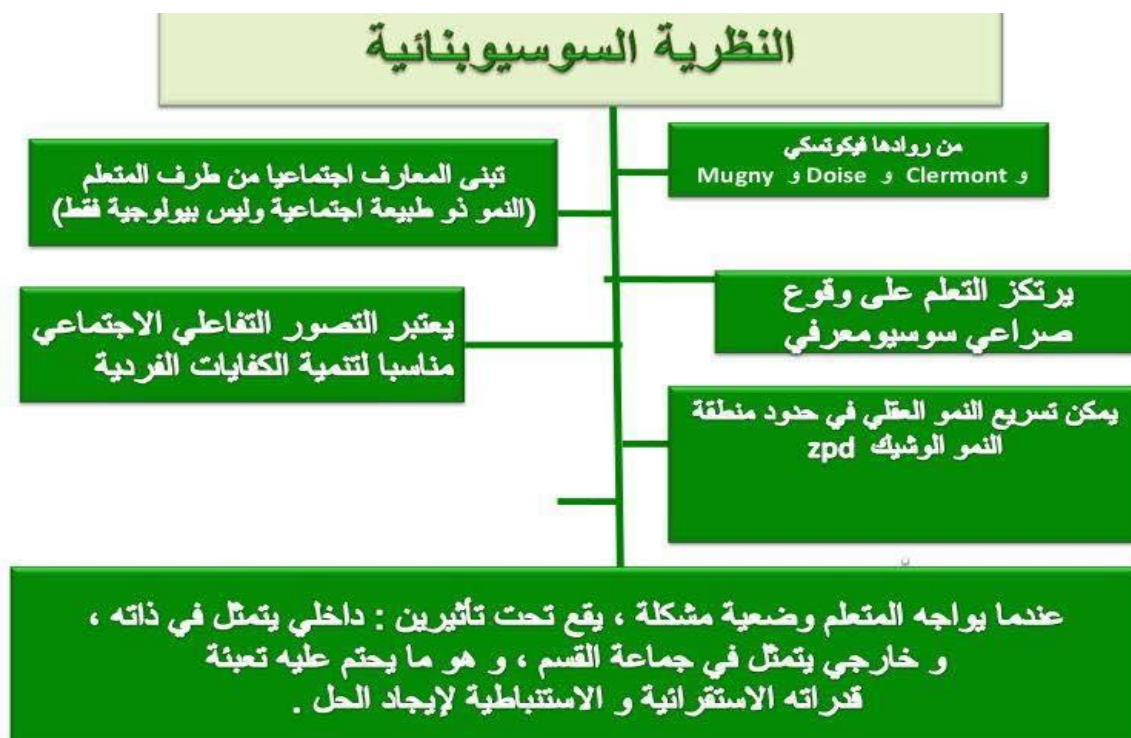 النظرية السوسيوبنائية
من روادها فيكوتسكي
و Clermont و Doise و Mugny
تبنى المعارف اجتماعيا من طرف المتعلم
(النمو ذو طبيعة اجتماعية وليس بيولوجية فقط)
يرتكز التعلم على وقوع
صراعي سوسيومعرفي
يعتبر التصور التفاعلي الاجتماعي
مناسبا لتنمية الكفايات الفردية
يمكن تسريع النمو العقلي في حدود منطقة
النمو الوشيك zpd
عندما يواجه المتعلم وضعية مشكلة ، يقع تحت تأثيرين : داخلي يتمثل في ذاته ،
و خارجي يتمثل في جماعة القسم ، و هو ما يحتم عليه تعبئة
قدراته الاستقرائية و الاستنباطية لإيجاد الحل .